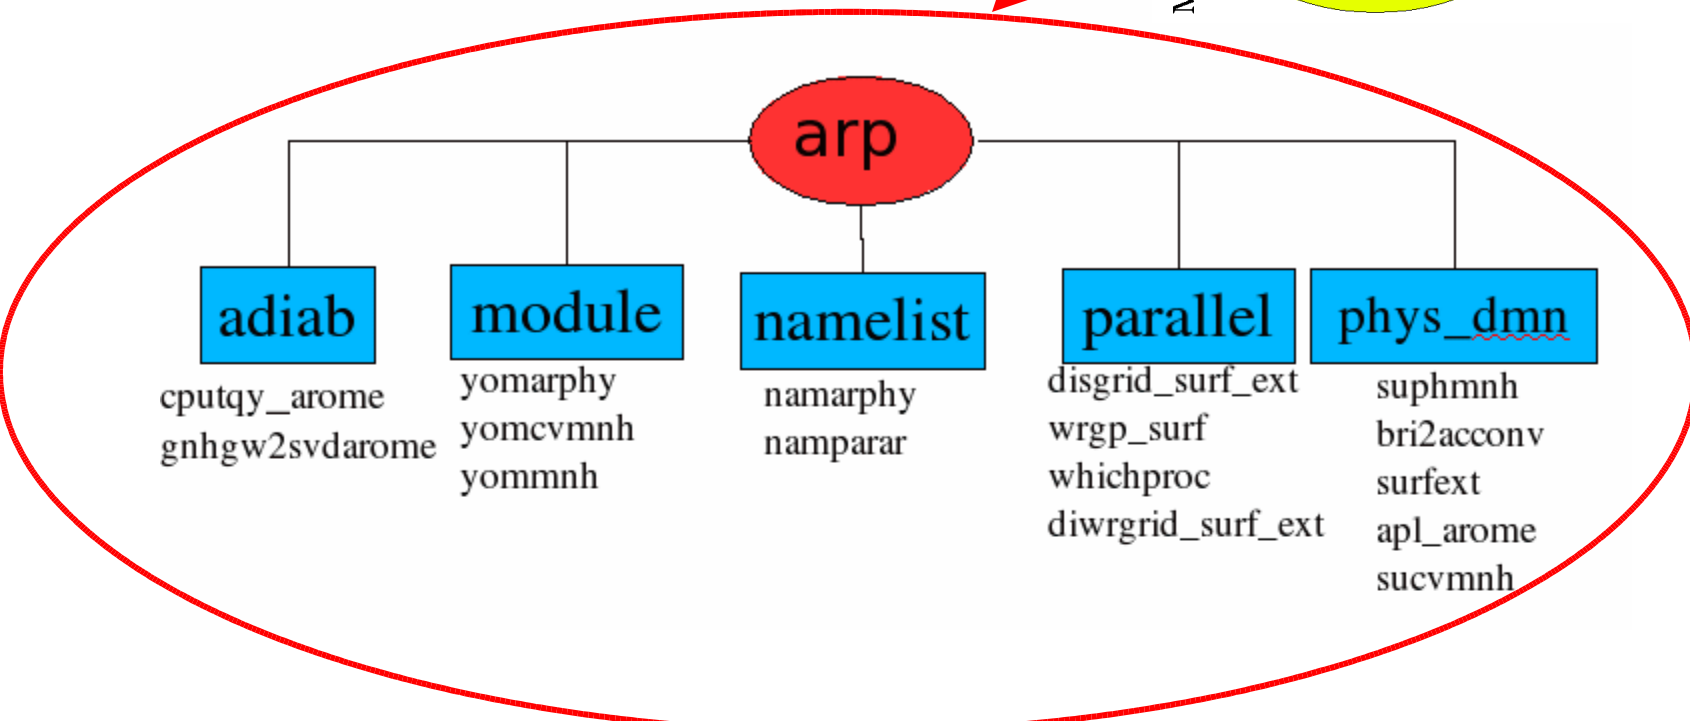 arp
adiab
cputqy_arome
gnhgw2svdarome
module
yomarphy
yomcvmnh
yommnh
namelist
namarphy
namparar
parallel
disgrid_surf_ext
wrgp_surf
whichproc
diwrgrid_surf_ext
phys_dmn
suphmnh
bri2acconv
surfext
apl_arome
sucvmnh